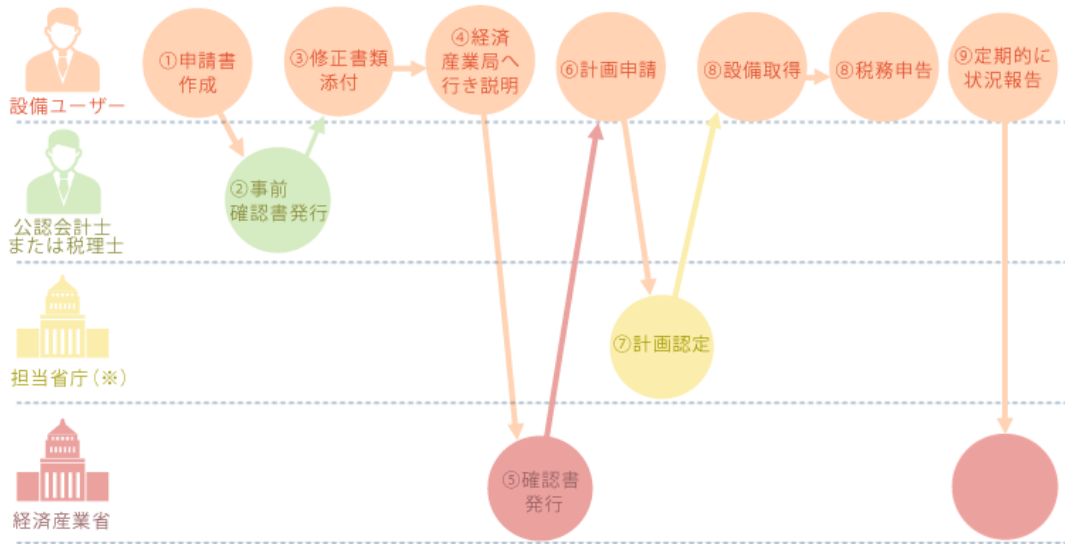 設備ユーザー
①申請書
作成
③修正書類
添付
④経済
産業局へ
行き説明
⑥計画申請
⑧設備取得
⑧税務申告
⑨定期的に
状況報告
公認会計士
または税理士
②事前
確認書発行
担当省庁(※)
⑦計画認定
経済産業省
⑤確認書
発行